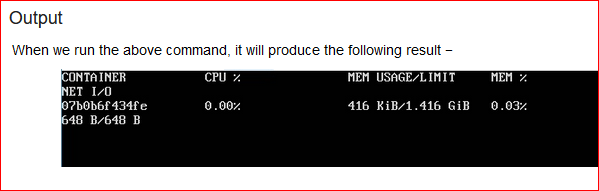 Output
When we run the above command, it will produce the following result −
CONTAINER CPU % MEM USAGE/LIMIT MEM %
NET I/O
07b0b6f434fe 0.00% 416 KiB/1.416 GiB 0.03%
648 B/648 B